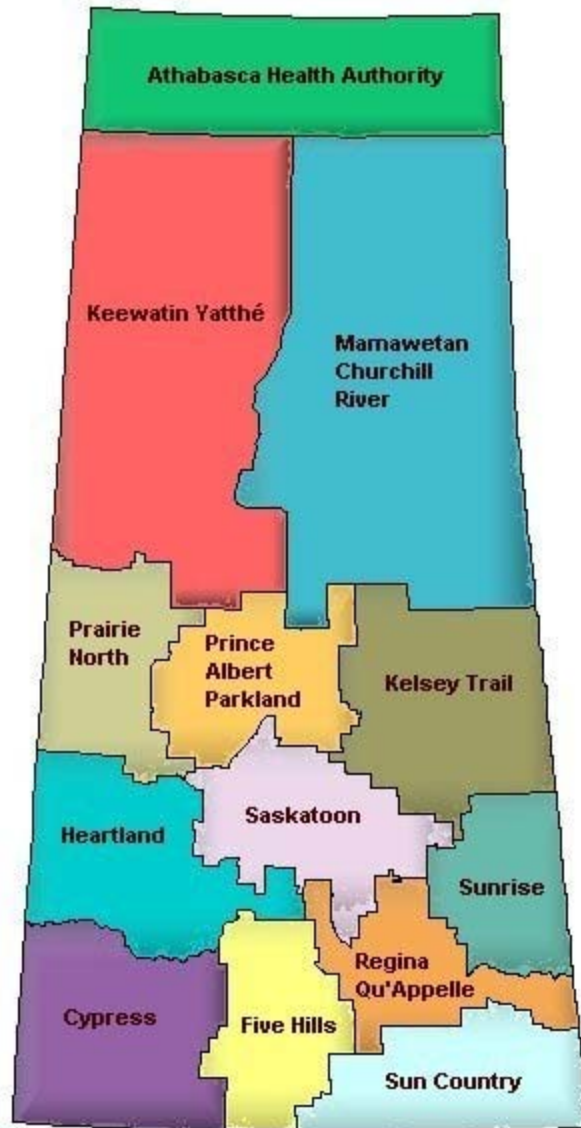 Athabasca Health Authority
Keewatin Yatthé
Mamawetan
Churchill
River
Prairie
North
Prince
Albert
Parkland
Kelsey Trail
Saskatoon
Heartland
Sunrise
Regina
Qu'Appelle
Cypress
Five Hills
Sun Country